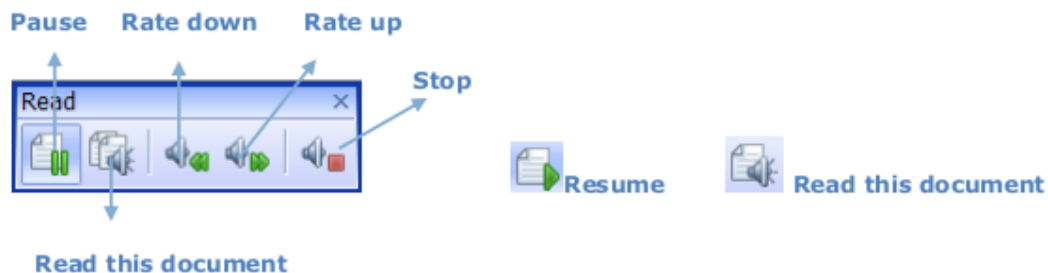 Pause Rate down Rate up
Stop
Read
Resume Read this document
Read this document